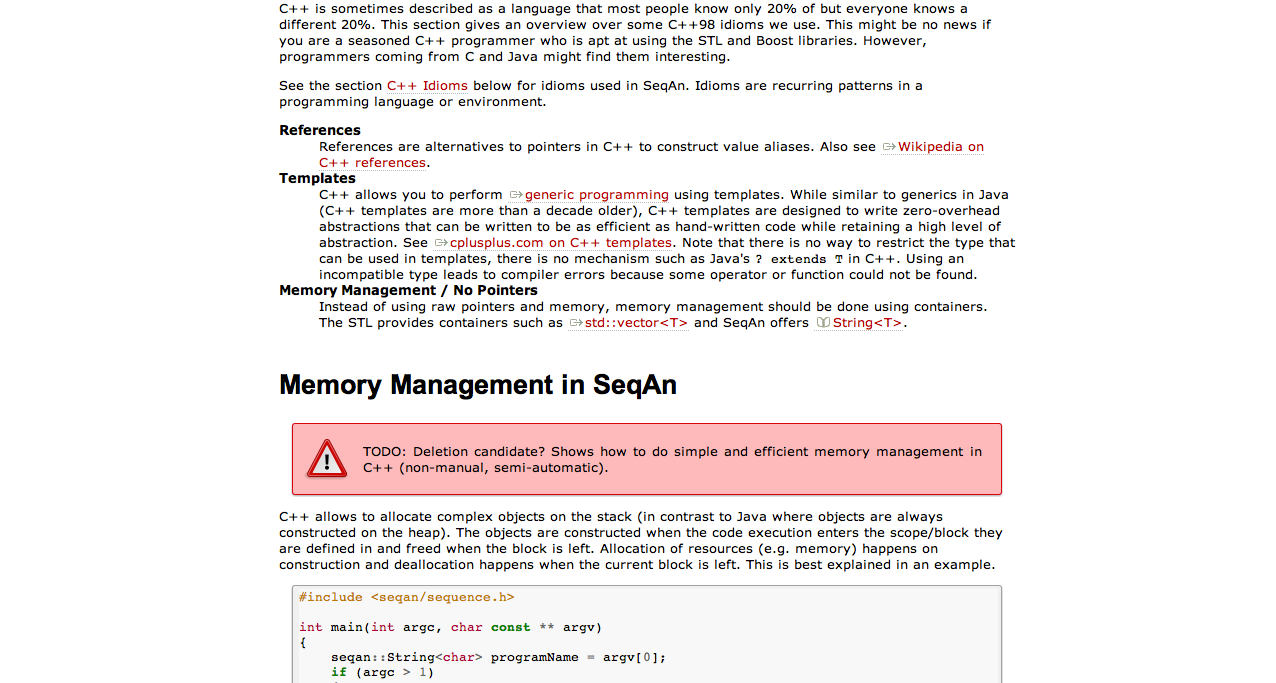 C++ is sometimes described as a language that most people know only 20% of but everyone knows a
different 20%. This section gives an overview over some C++98 idioms we use. This might be no news if
you are a seasoned C++ programmer who is apt at using the STL and Boost libraries. However,
programmers coming from C and Java might find them interesting.
See the section C++ Idioms below for idioms used in SeqAn. Idioms are recurring patterns in a
programming language or environment.
References
References are alternatives to pointers in C++ to construct value aliases. Also see Wikipedia on
C++ references.
Templates
C++ allows you to perform generic programming using templates. While similar to generics in Java
(C++ templates are more than a decade older), C++ templates are designed to write zero-overhead
abstractions that can be written to be as efficient as hand-written code while retaining a high level of
abstraction. See cplusplus.com on C++ templates. Note that there is no way to restrict the type that
can be used in templates, there is no mechanism such as Java's ? extends T in C++. Using an
incompatible type leads to compiler errors because some operator or function could not be found.
Memory Management / No Pointers
Instead of using raw pointers and memory, memory management should be done using containers.
The STL provides containers such as std::vector<T> and SeqAn offers String<T>.
Memory Management in SeqAn
TODO: Deletion candidate? Shows how to do simple and efficient memory management in
C++ (non-manual, semi-automatic).
C++ allows to allocate complex objects on the stack (in contrast to Java where objects are always
constructed on the heap). The objects are constructed when the code execution enters the scope/block they
are defined in and freed when the block is left. Allocation of resources (e.g. memory) happens on
construction and deallocation happens when the current block is left. This is best explained in an example.
#include <seqan/sequence.h>
int main(int argc, char const ** argv)
{
    seqan::String<char> programName = argv[0];
    if (argc > 1)